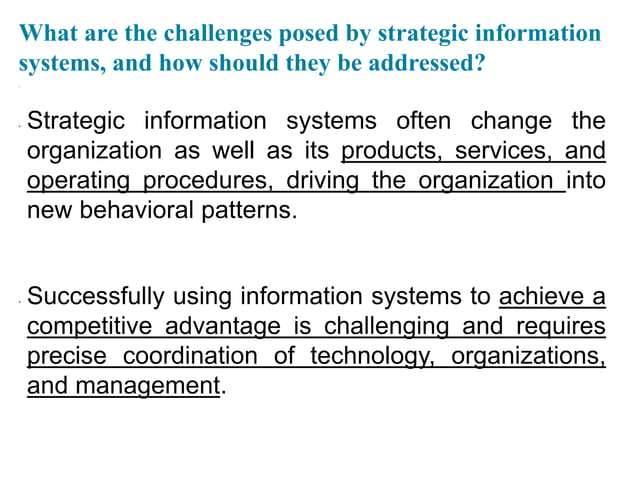 What are the challenges posed by strategic information
systems, and how should they be addressed?
Strategic information systems often change the
organization as well as its products, services, and
operating procedures, driving the organization into
new behavioral patterns.
Successfully using information systems to achieve a
competitive advantage is challenging and requires
precise coordination of technology, organizations,
and management.